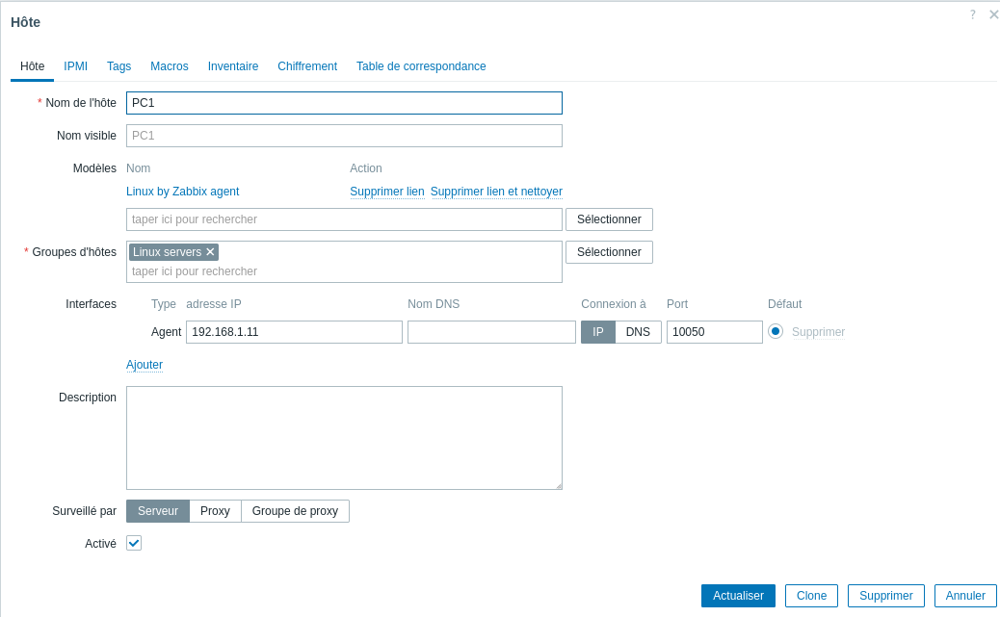 Hôte
?
Hôte IPMI Tags Macros Inventaire Chiffrement Table de correspondance
* Nom de l'hôte PC1
Nom visible PC1
Modèles Nom Action
Linux by Zabbix agent Supprimer lien Supprimer lien et nettoyer
taper ici pour rechercher Sélectionner
* Groupes d'hôtes Linux servers Sélectionner
taper ici pour rechercher
Interfaces Type adresse IP Nom DNS Connexion à Port Défaut
Agent 192.168.1.11 IP DNS 10050 Supprimer
Ajouter
Description
Surveillé par Serveur Proxy Groupe de proxy
Activé
Actualiser Clone Supprimer Annuler